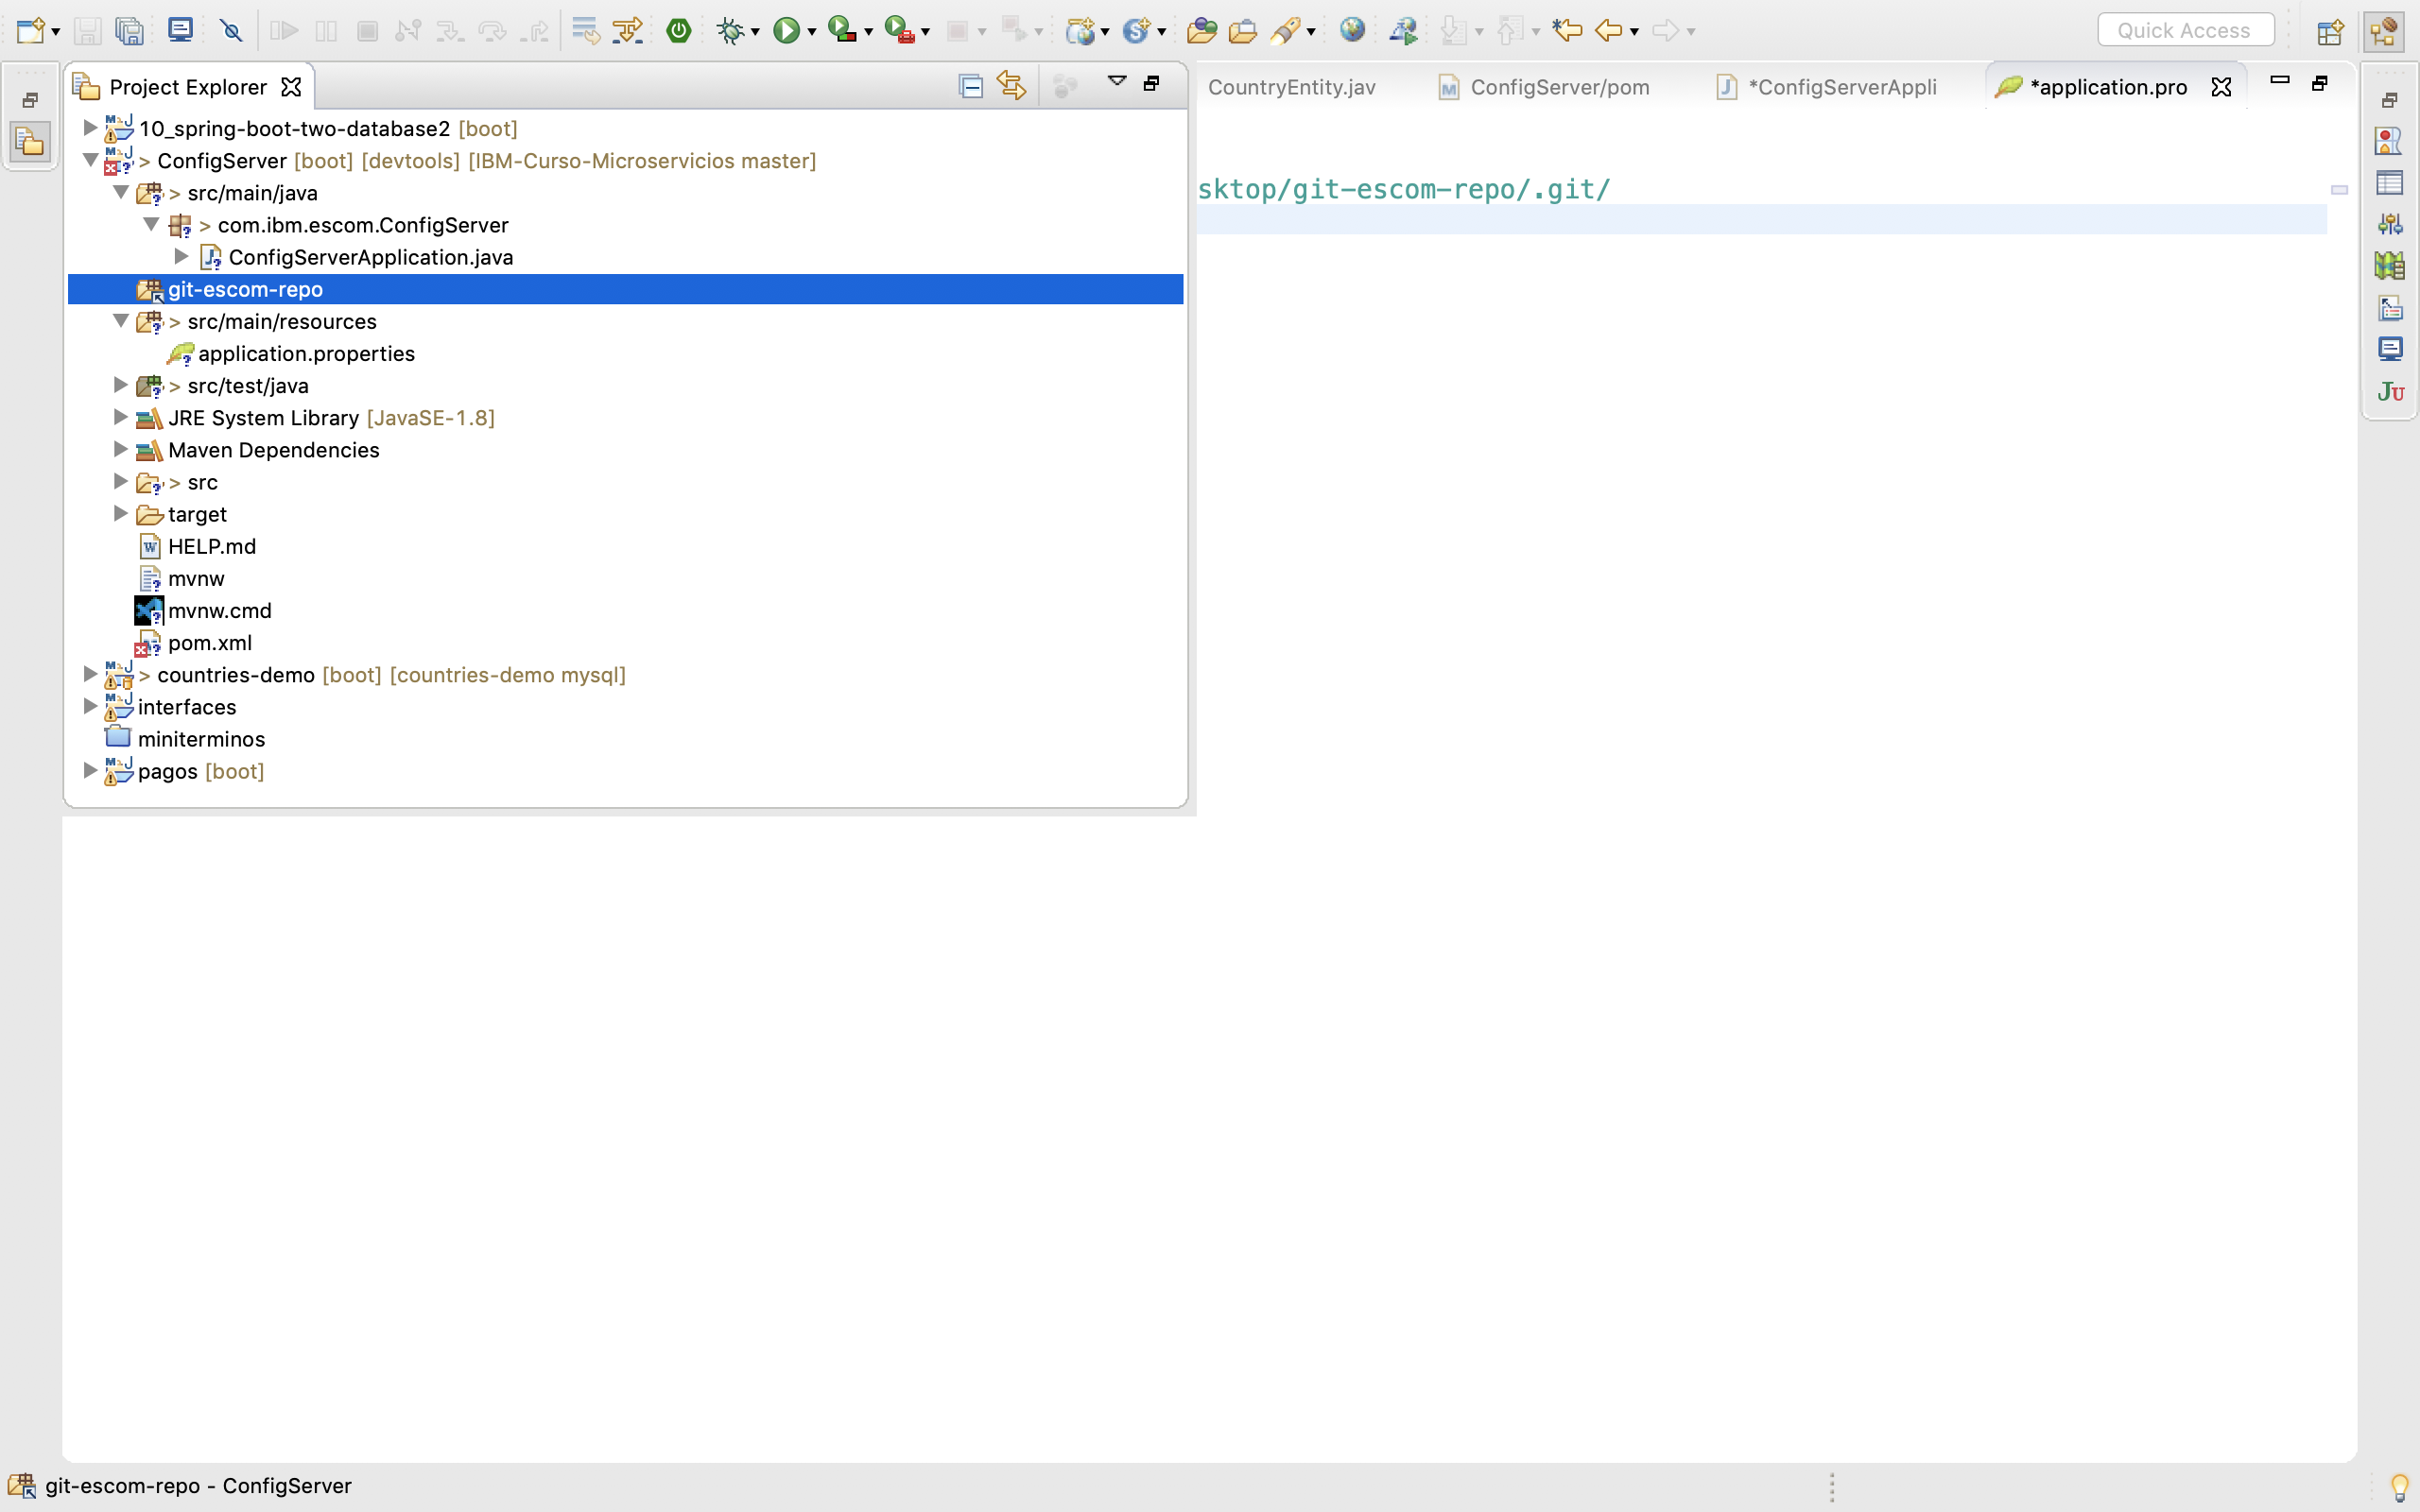 Quick Access
Project Explorer
CountryEntity.jav
ConfigServer/pom
*ConfigServerAppli
*application.pro
10_spring-boot-two-database2 [boot]
> ConfigServer [boot] [devtools] [IBM-Curso-Microservicios master]
> src/main/java
sktop/git-escom-repo/.git/
> com.ibm.escom.ConfigServer
ConfigServerApplication.java
git-escom-repo
> src/main/resources
application.properties
> src/test/java
JRE System Library [JavaSE-1.8]
Maven Dependencies
> src
target
HELP.md
mvnw
mvnw.cmd
pom.xml
> countries-demo [boot] [countries-demo mysql]
interfaces
miniterminos
pagos [boot]
git-escom-repo - ConfigServer